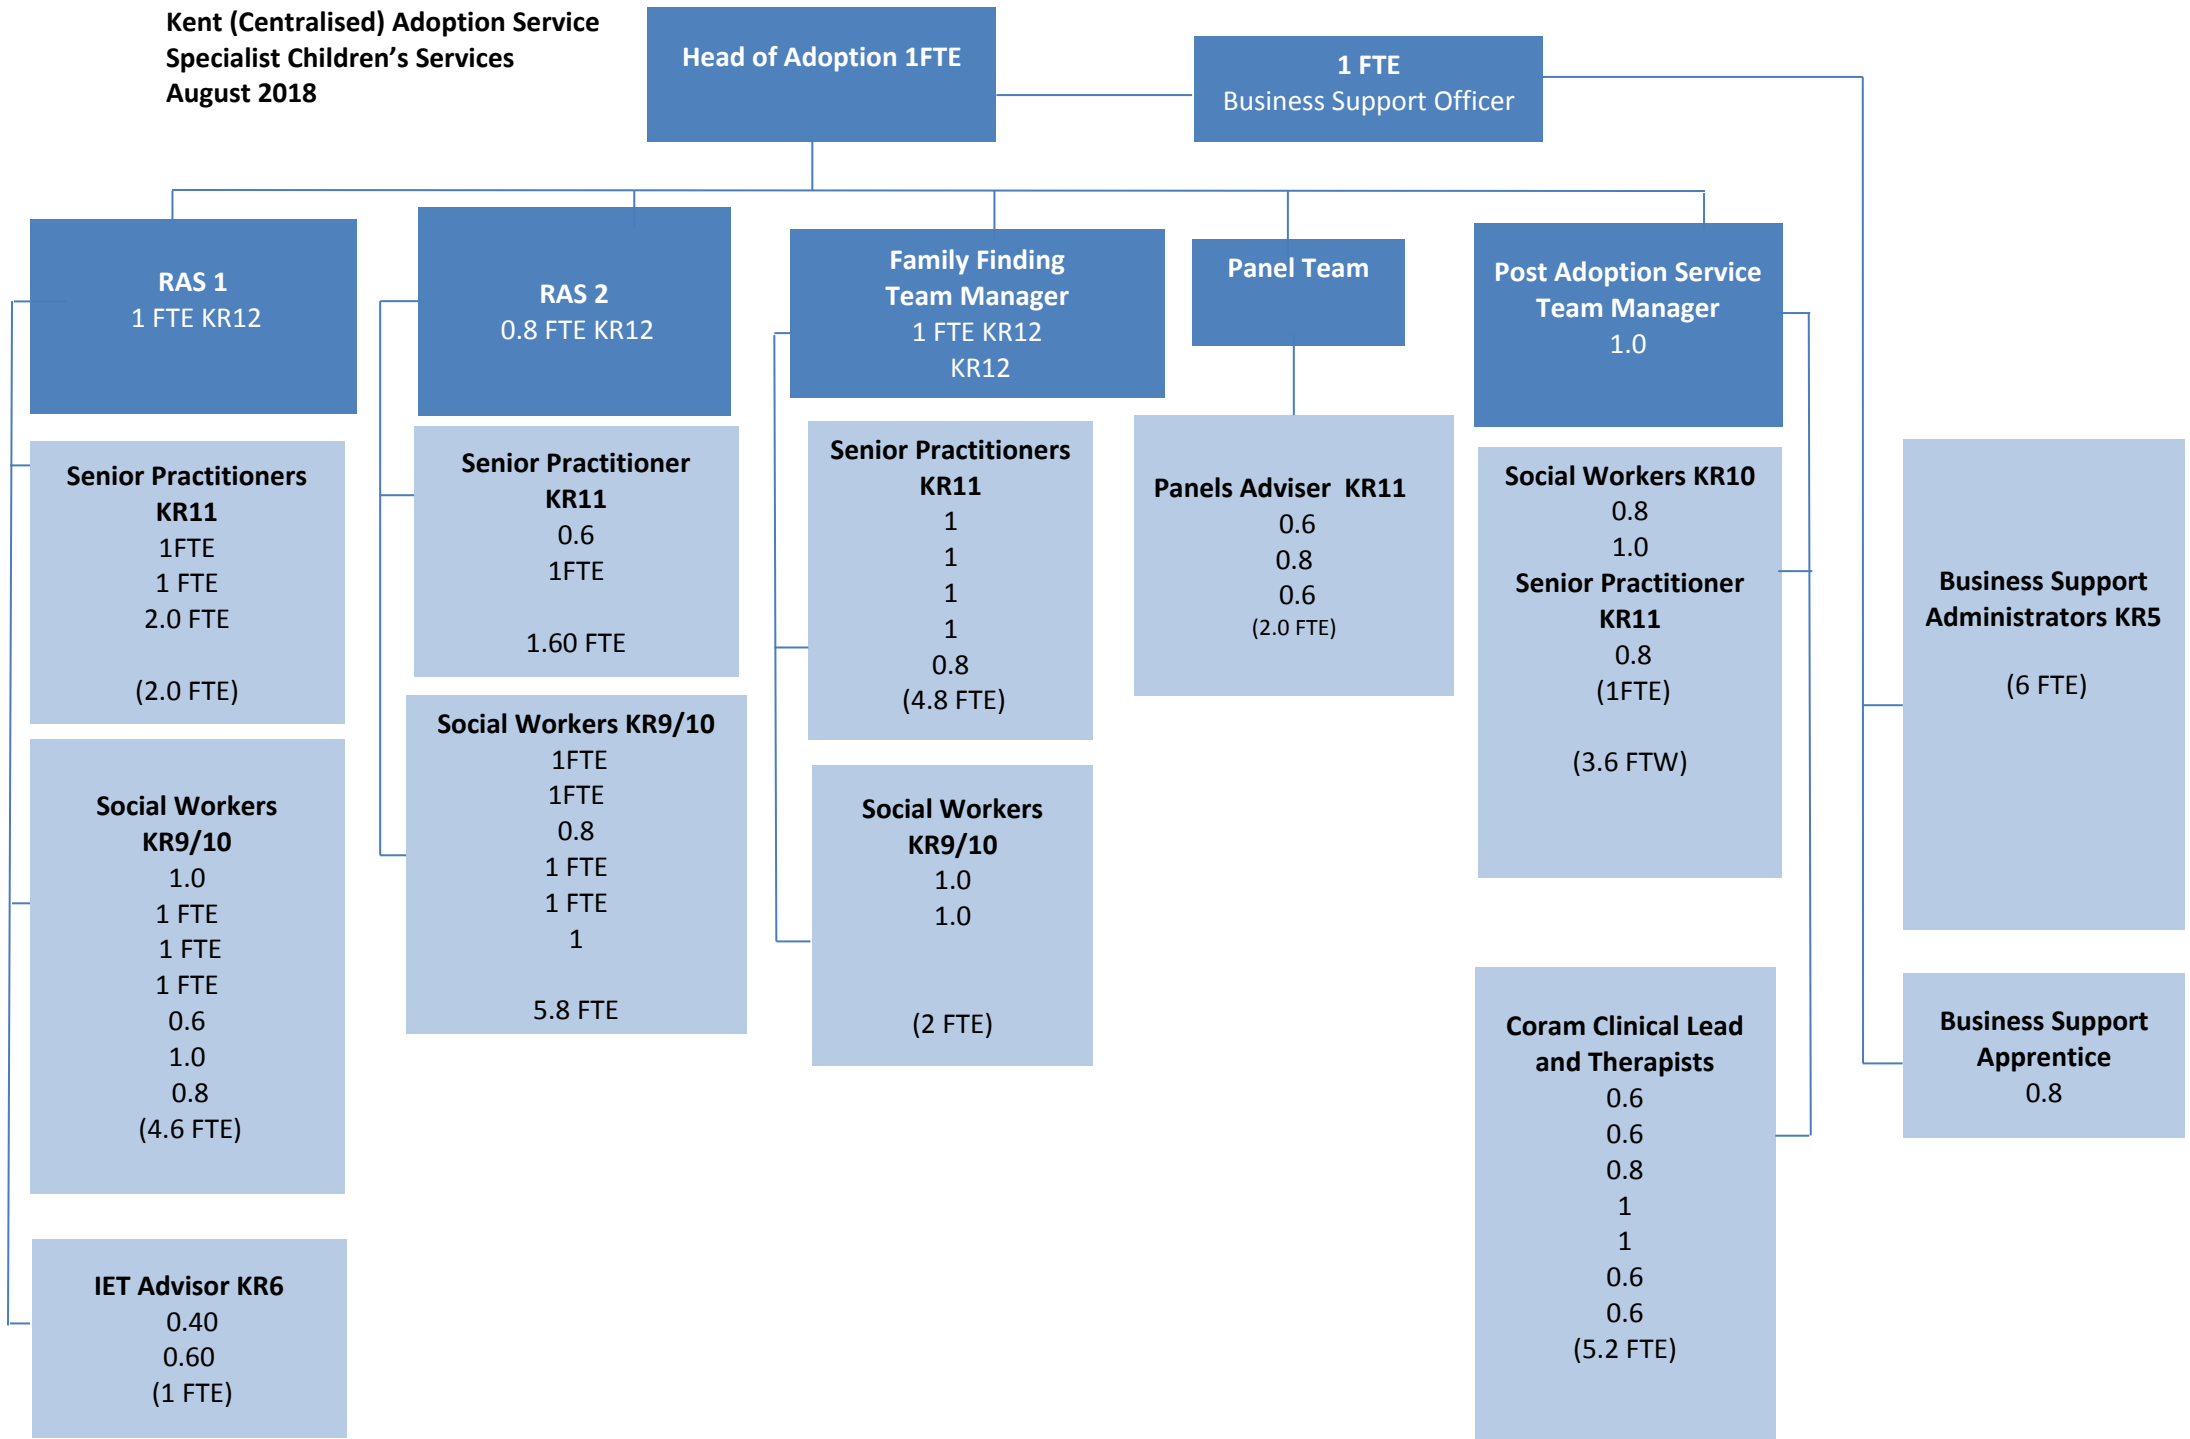 Kent (Centralised) Adoption Service
Specialist Children's Services
August 2018
Head of Adoption 1FTE
1 FTE
Business Support Officer
RAS 1
1 FTE KR12
RAS 2
0.8 FTE KR12
Family Finding
Team Manager
1 FTE KR12
KR12
Panel Team
Post Adoption Service
Team Manager
1.0
Senior Practitioners
KR11
1FTE
1 FTE
2.0 FTE
(2.0 FTE)
Social Workers
KR9/10
1.0
1 FTE
1 FTE
1 FTE
0.6
1.0
0.8
(4.6 FTE)
IET Advisor KR6
0.40
0.60
(1 FTE)
Senior Practitioner
KR11
0.6
1FTE
1.60 FTE
Social Workers KR9/10
1FTE
1FTE
0.8
1 FTE
1 FTE
1
5.8 FTE
Senior Practitioners
KR11
1
1
1
1
0.8
(4.8 FTE)
Social Workers
KR9/10
1.0
1.0
(2 FTE)
Panels Adviser  KR11
0.6
0.8
0.6
(2.0 FTE)
Social Workers KR10
0.8
1.0
Senior Practitioner
KR11
0.8
(1FTE)
(3.6 FTW)
Coram Clinical Lead
and Therapists
0.6
0.6
0.8
1
1
0.6
0.6
(5.2 FTE)
Business Support
Administrators KR5
(6 FTE)
Business Support
Apprentice
0.8